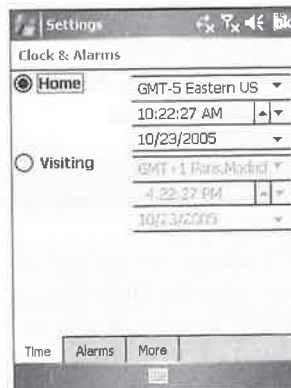 Settings
ok
Clock & Alarms
Home
GMT-5 Eastern US
10:22:27 AM
10/23/2005
Visiting
GMT+1 Paris,Madrid
4:22:27 PM
10/23/2005
Time Alarms More